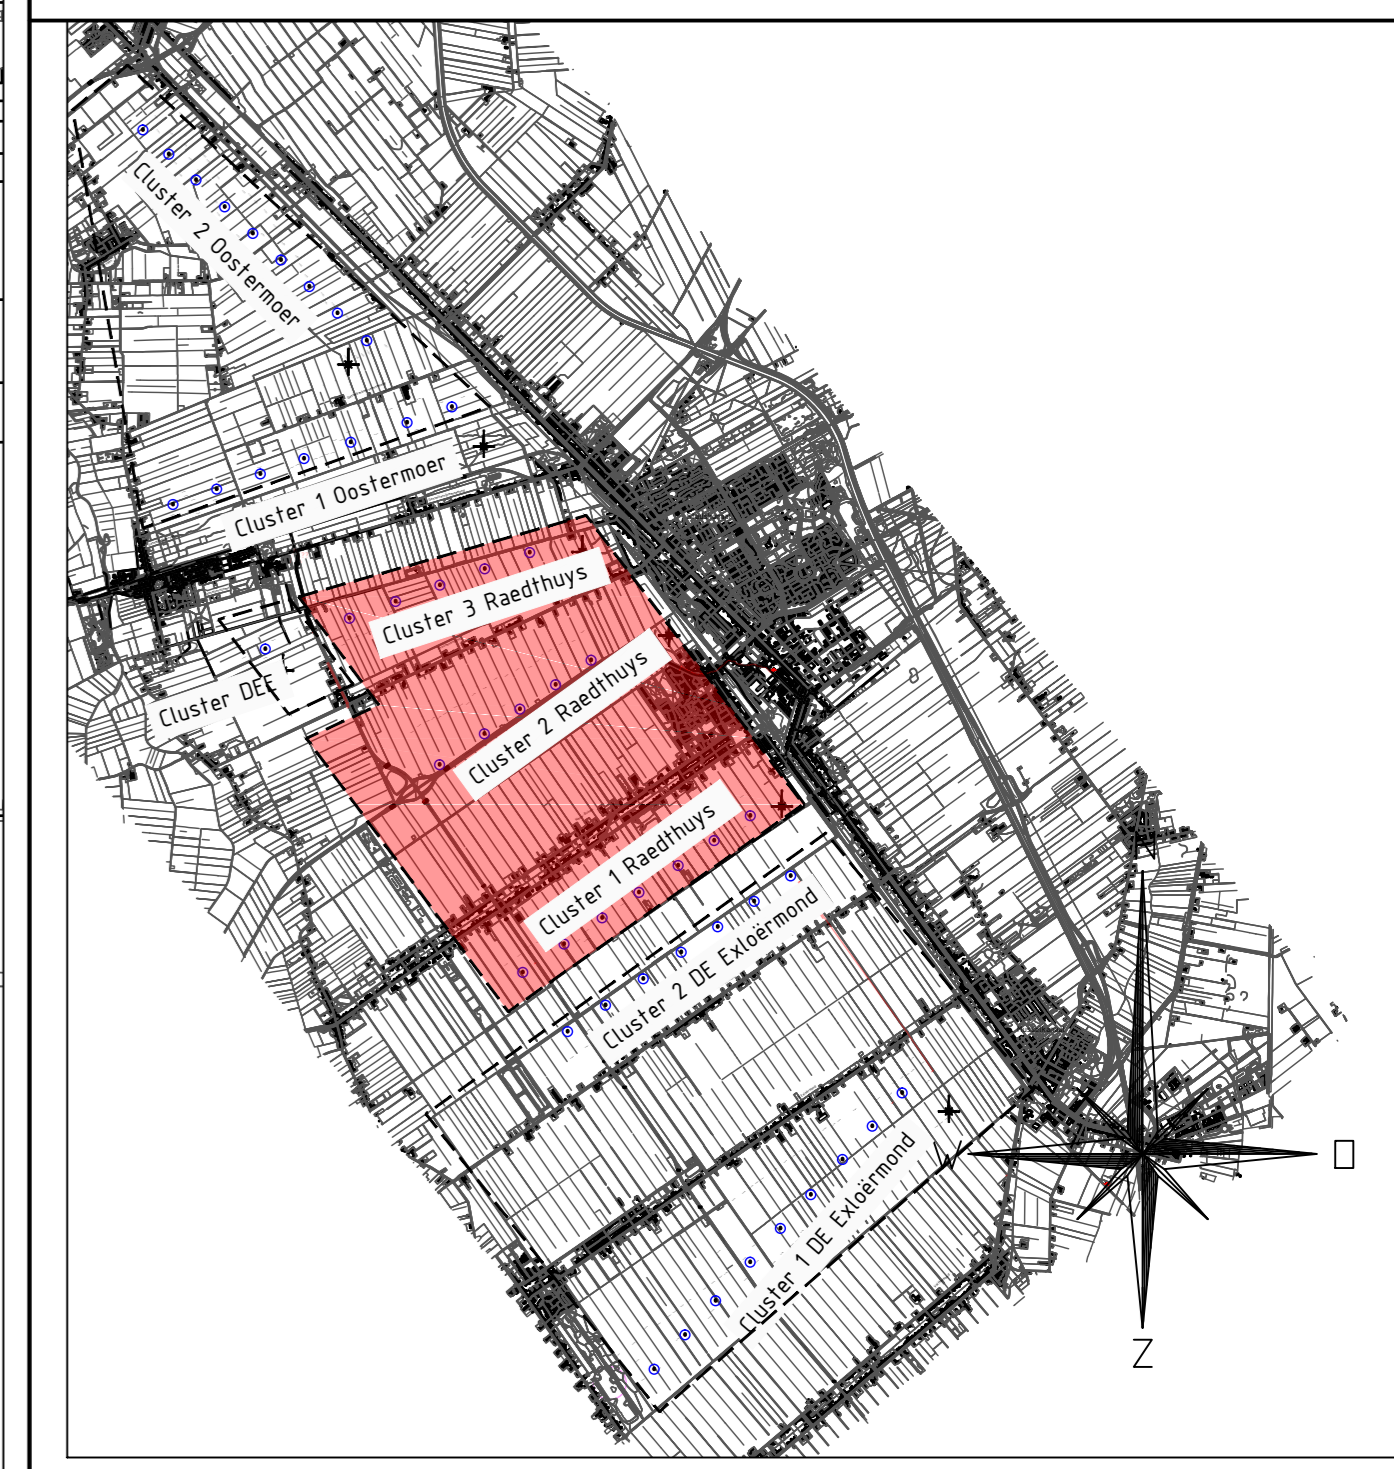 Cluster 2 Oostermoer
Cluster 1 Oostermoer
Cluster 3 Raedthuys
Cluster 2 Raedthuys
Cluster DEE
Cluster 1 Raedthuys
Cluster 2 DE Exloërmond
Cluster 1 DE Exloërmond
W
Z